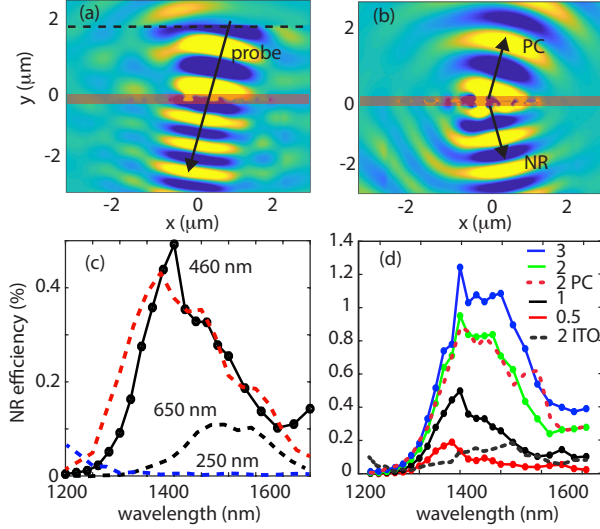 (a)
2
0
-2
y (μm)
probe
-2
0
2
x (μm)
(b)
2
0
-2
PC
NR
-2
0
2
x (μm)
(c)
0.4
0.2
0
NR efficiency (%)
460 nm
650 nm
250 nm
1200
1400
1600
wavelength (nm)
(d)
1.4
1.2
1
0.8
0.6
0.4
0.2
0
3
2
2 PC
1
0.5
2 ITO
1200
1400
1600
wavelength (nm)